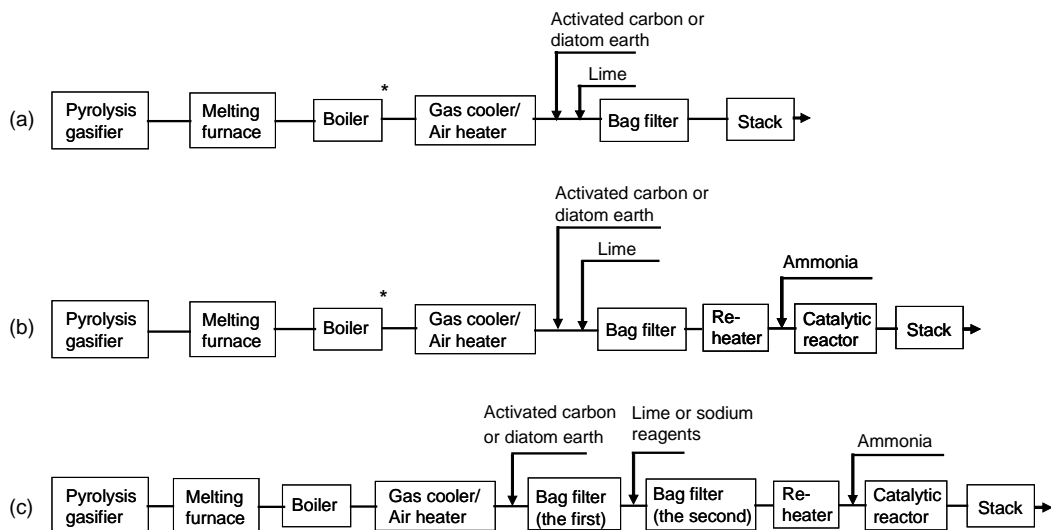 Activated carbon or
diatom earth
Lime
(a)
Pyrolysis
gasifier
Melting
furnace
Boiler
*
Gas cooler/
Air heater
Bag filter
Stack
Activated carbon or
diatom earth
Lime
Ammonia
(b)
Pyrolysis
gasifier
Melting
furnace
Boiler
*
Gas cooler/
Air heater
Bag filter
Re-
heater
Catalytic
reactor
Stack
Activated carbon
or diatom earth
Lime or sodium
reagents
Ammonia
(c)
Pyrolysis
gasifier
Melting
furnace
Boiler
Gas cooler/
Air heater
Bag filter
(the first)
Bag filter
(the second)
Re-
heater
Catalytic
reactor
Stack